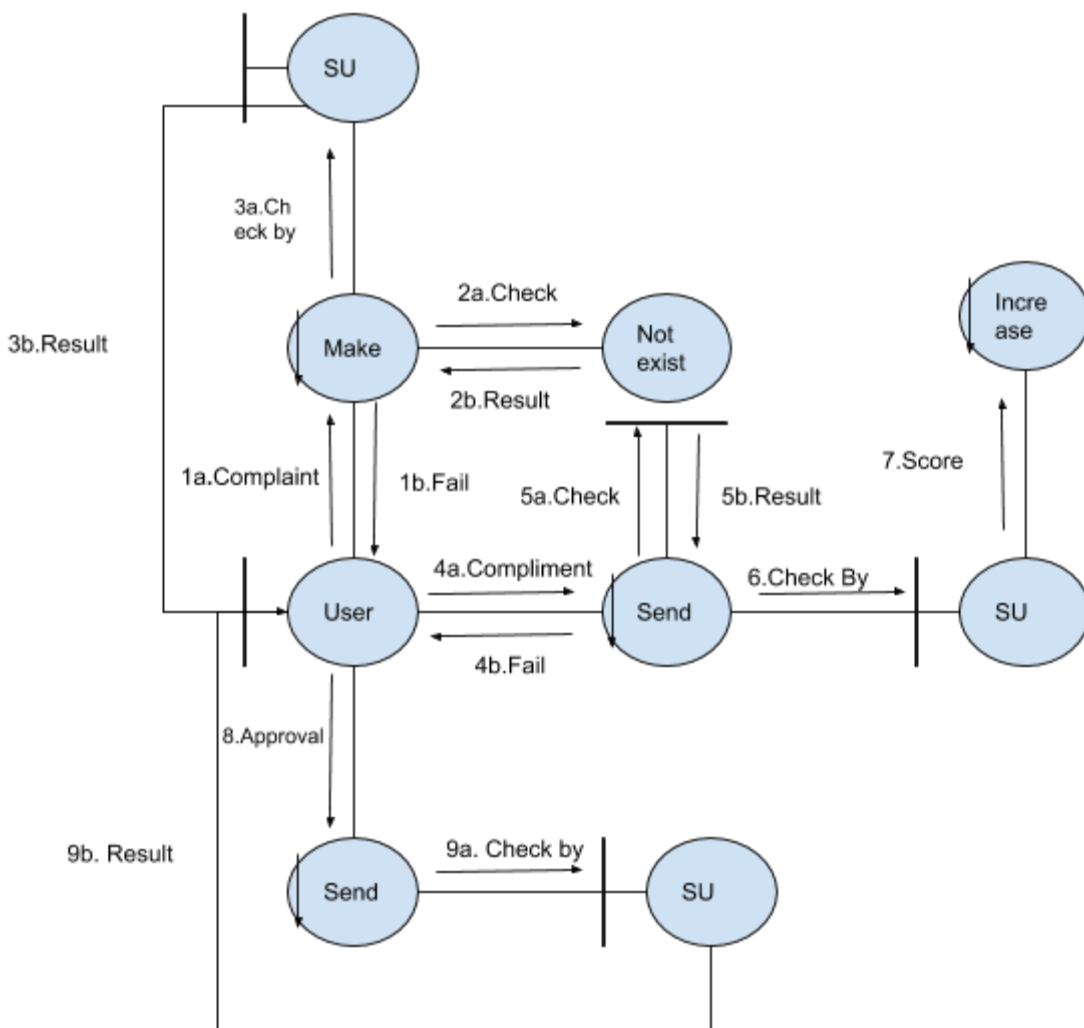 SU
3a.Ch
eck by
2a.Check
Incre
ase
Make
Not
exist
3b.Result
2b.Result
7.Score
1a.Complaint
1b.Fail
5a.Check
5b.Result
4a.Compliment
6.Check By
User
Send
SU
4b.Fail
8.Approval
9b. Result
9a. Check by
Send
SU